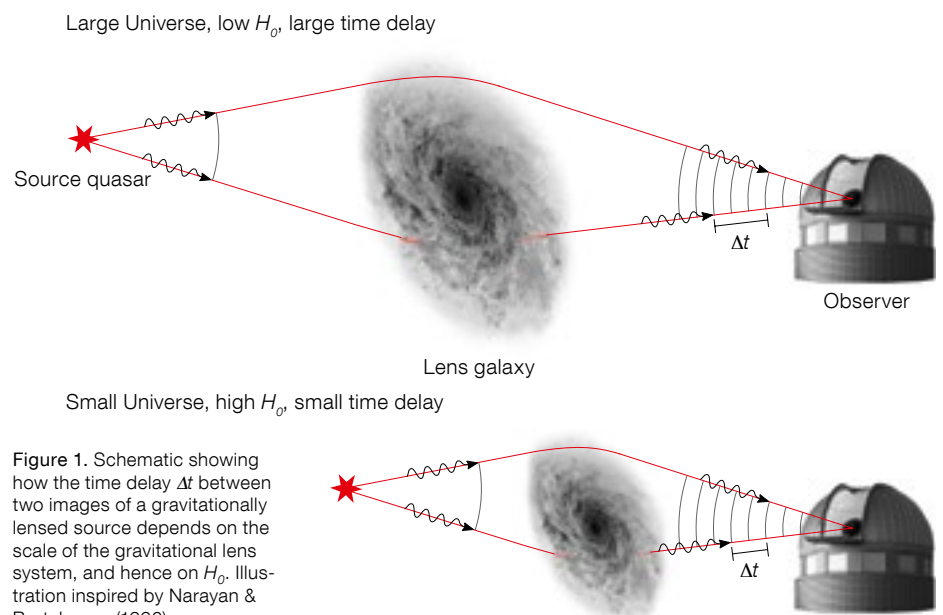 Large Universe, low H₀, large time delay
Source quasar
Δt
Observer
Lens galaxy
Small Universe, high H₀, small time delay
Figure 1. Schematic showing
how the time delay Δt between
two images of a gravitationally
lensed source depends on the
scale of the gravitational lens
system, and hence on H₀. Illus-
tration inspired by Narayan &
Δt